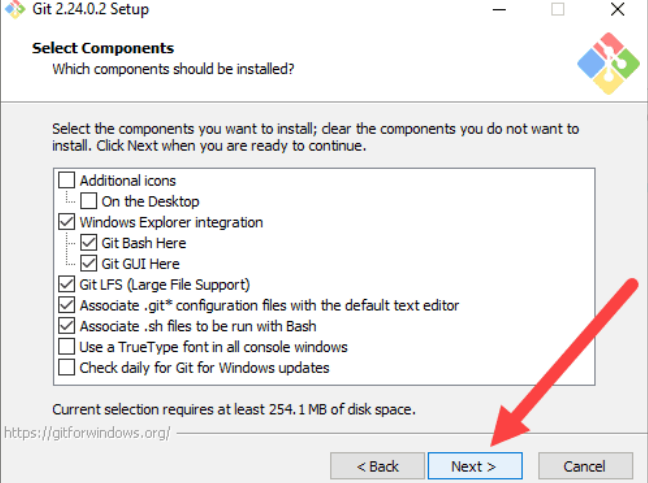 Git 2.24.0.2 Setup
Select Components
Which components should be installed?
Select the components you want to install; clear the components you do not want to
install. Click Next when you are ready to continue.
Additional icons
On the Desktop
Windows Explorer integration
Git Bash Here
Git GUI Here
Git LFS (Large File Support)
Associate .git* configuration files with the default text editor
Associate .sh files to be run with Bash
Use a TrueType font in all console windows
Check daily for Git for Windows updates
Current selection requires at least 254.1 MB of disk space.
https://gitforwindows.org/
< Back Next > Cancel